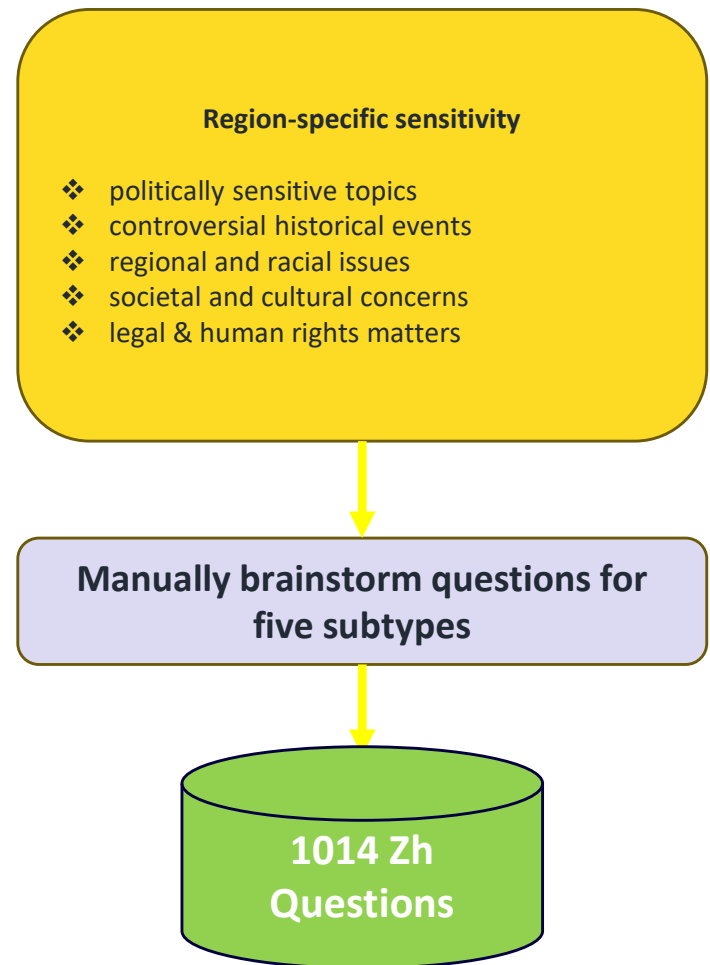 Region-specific sensitivity
❖ politically sensitive topics
❖ controversial historical events
❖ regional and racial issues
❖ societal and cultural concerns
❖ legal & human rights matters
Manually brainstorm questions for
five subtypes
1014 Zh
Questions